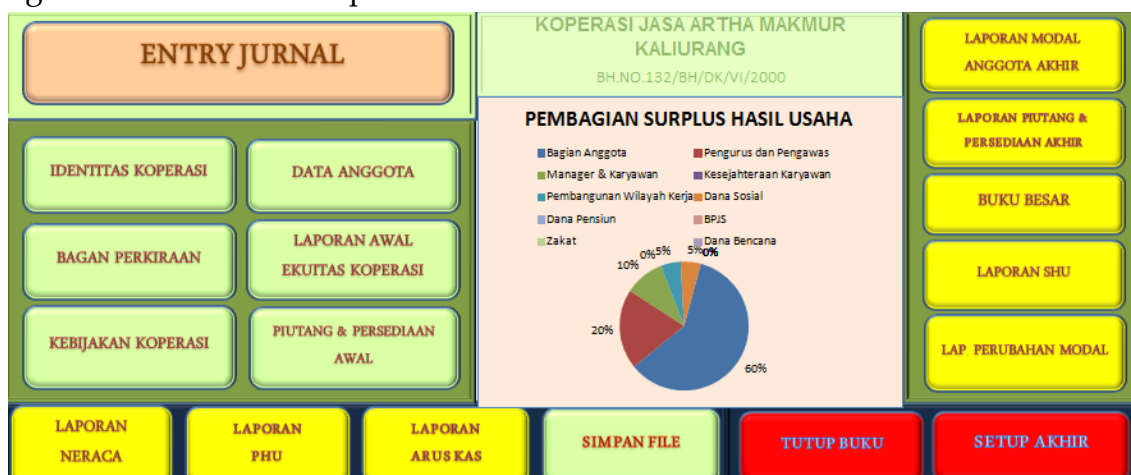 ENTRY JURNAL
KOPERASI JASA ARTHA MAKMUR
KALIURANG
BH.NO.132/BH/DK/VI/2000
LAPORAN MODAL
ANGGOTA AKHIR
LAPORAN PIUTANG &
PERSEDIAAN AKHIR
BUKU BESAR
LAPORAN SHU
LAP. PERUBAHAN MODAL
IDENTITAS KOPERASI
DATA ANGGOTA
BAGAN PERKIRAAN
LAPORAN AWAL
EKUITAS KOPERASI
KEBIJAKAN KOPERASI
PIUTANG & PERSEDIAAN
AWAL
PEMBAGIAN SURPLUS HASIL USAHA
Bagian Anggota
Pengurus dan Pengawas
Manager & Karyawan
Kesejahteraan Karyawan
Pembangunan Wilayah Kerja
Dana Sosial
Dana Pensiun
BPJS
Zakat
Dana Bencana
10%
0%
5%
5%
0%
20%
60%
LAPORAN
NERACA
LAPORAN
PHU
LAPORAN
ARUS KAS
SIMPAN FILE
TUTUP BUKU
SETUP AKHIR